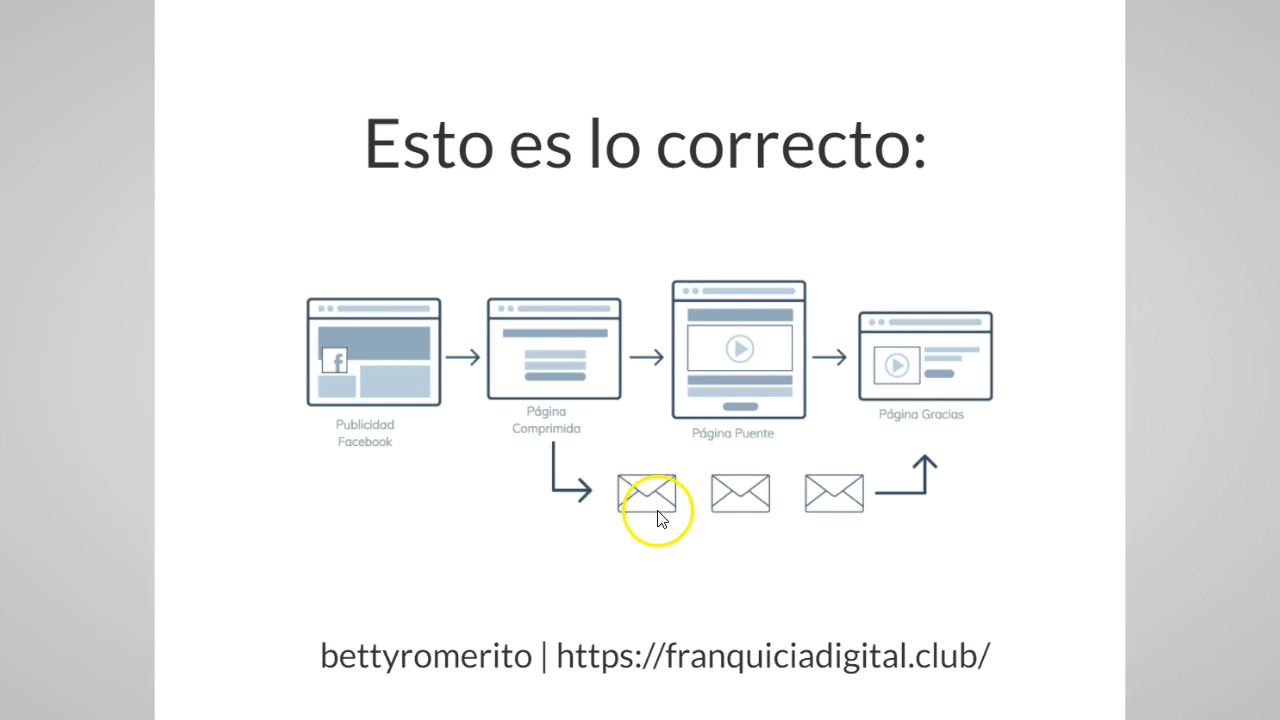 Esto es lo correcto:
f
Publicidad
Facebook
Página
Comprimida
Página Puente
Página Gracias
bettyromerito | https://franquiciadigital.club/